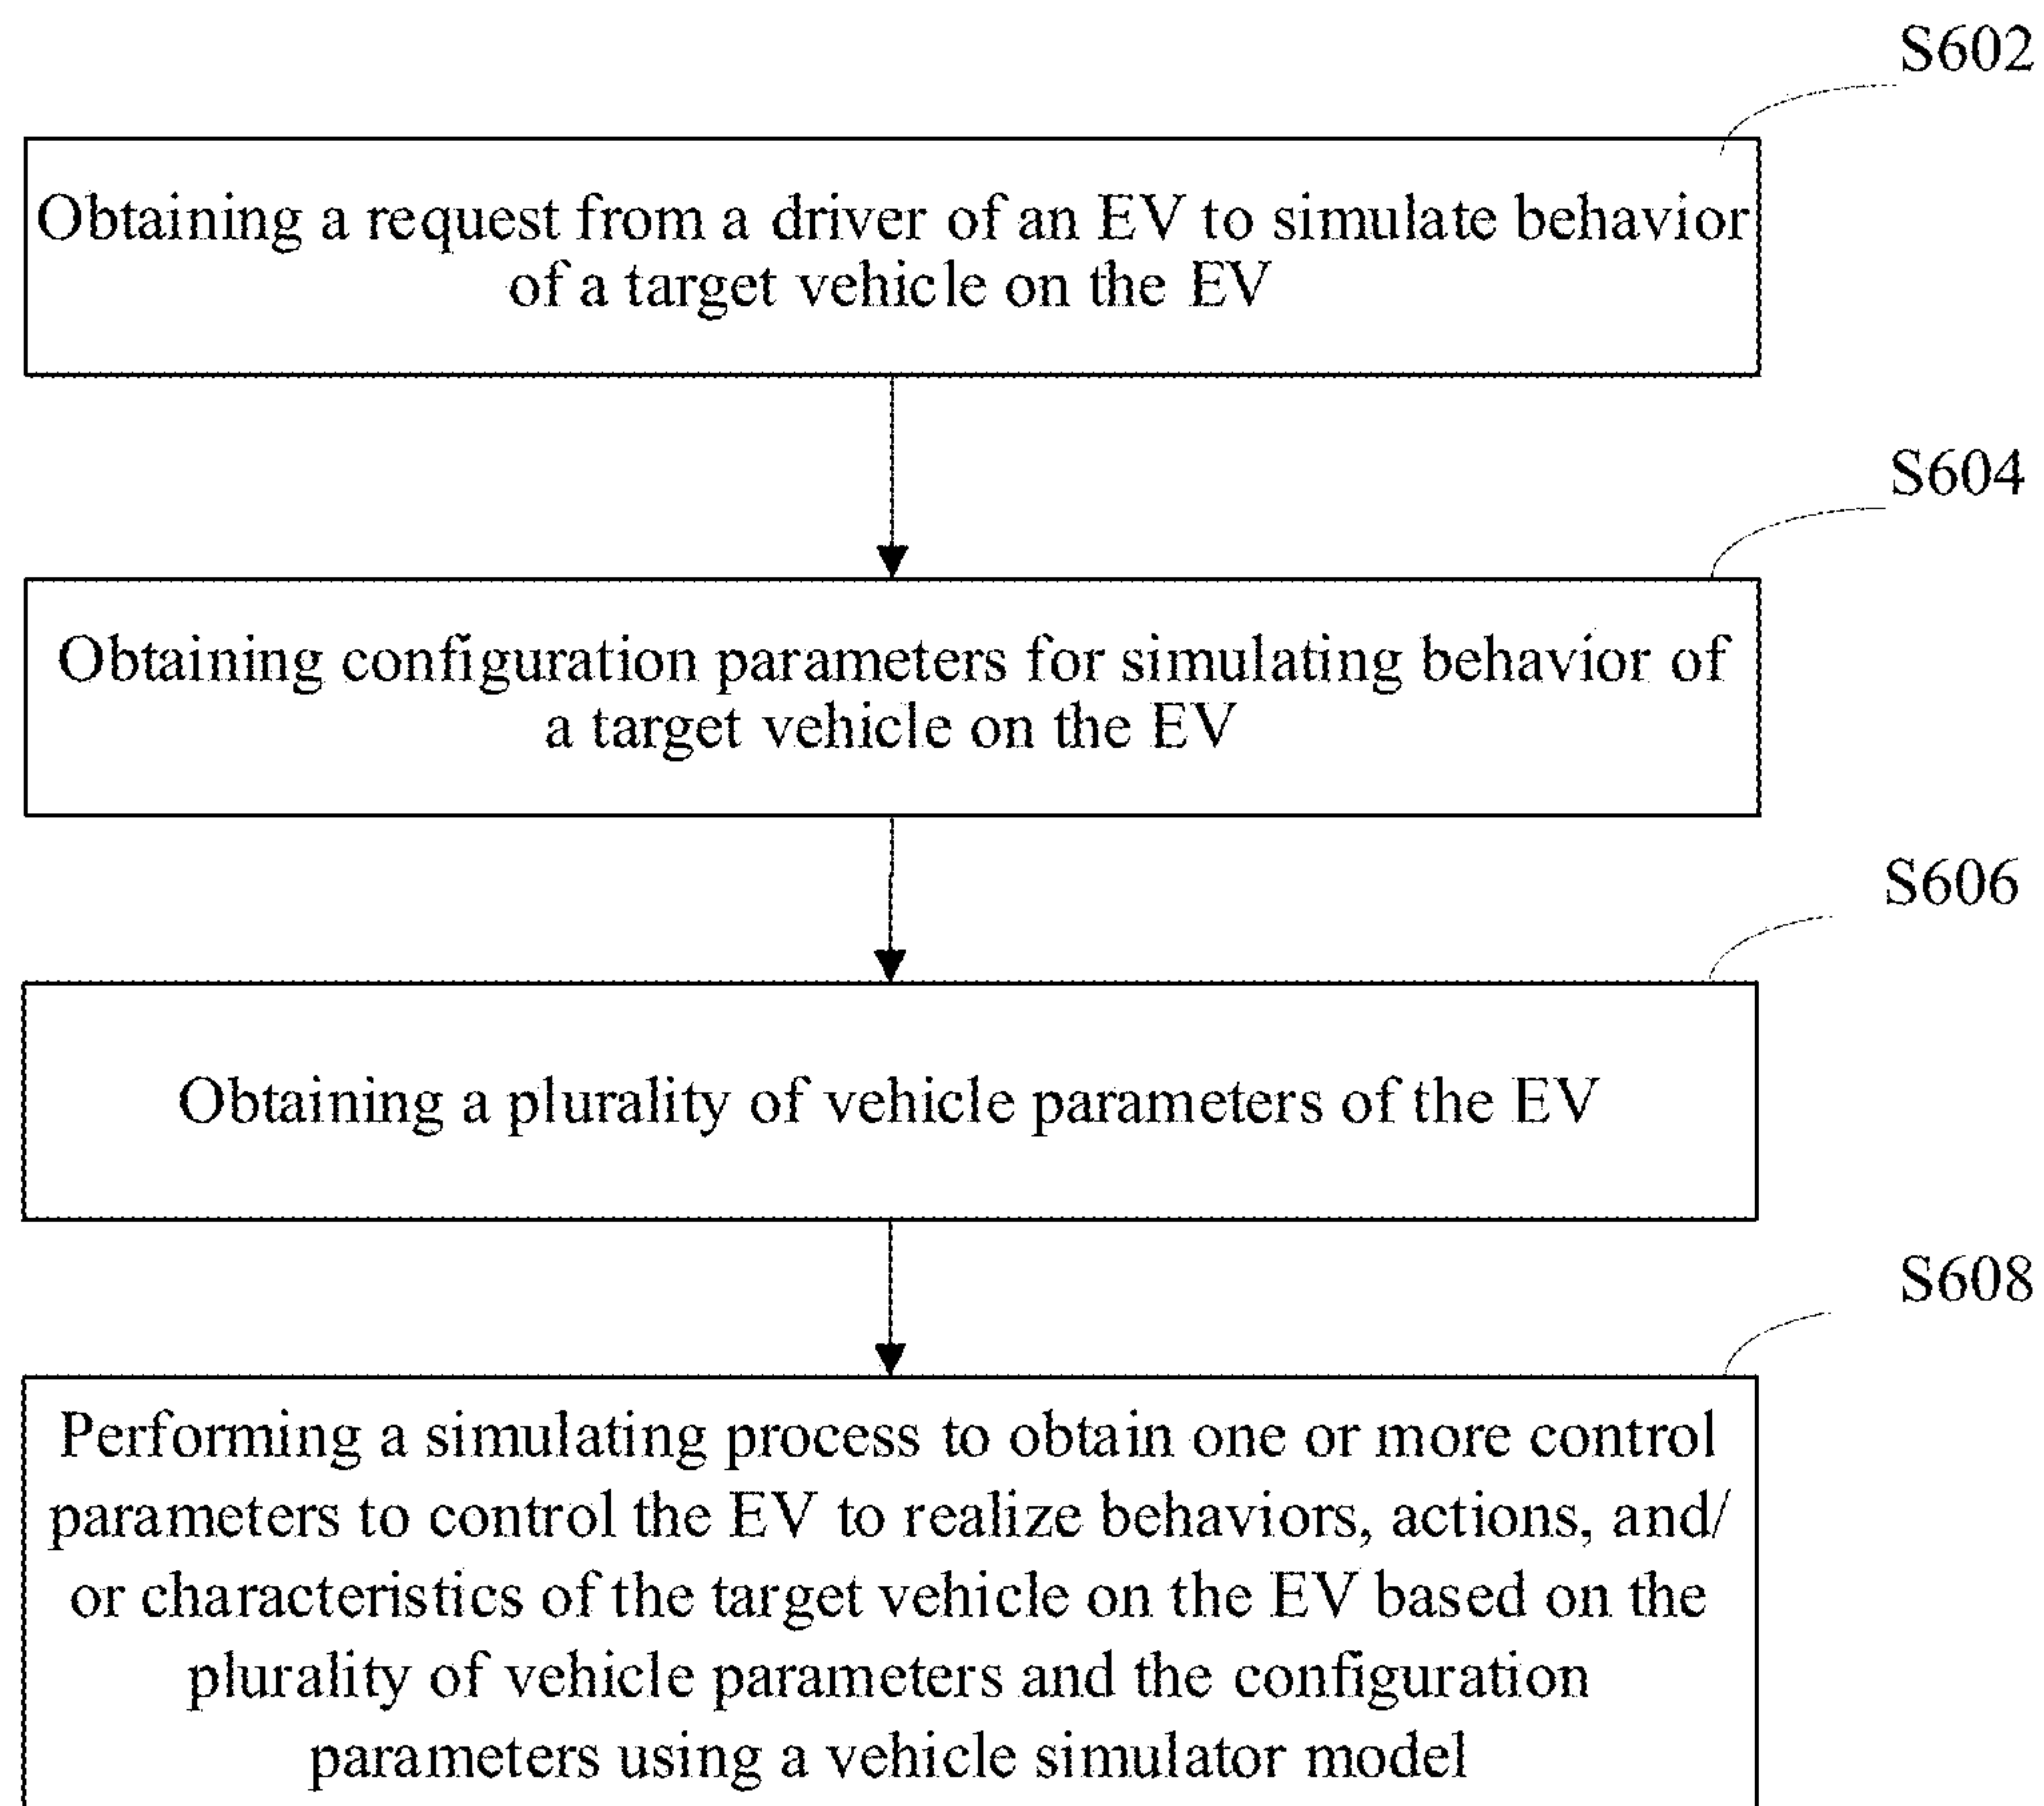 S602
Obtaining a request from a driver of an EV to simulate behavior
of a target vehicle on the EV
S604
Obtaining configuration parameters for simulating behavior of
a target vehicle on the EV
S606
Obtaining a plurality of vehicle parameters of the EV
S608
Performing a simulating process to obtain one or more control
parameters to control the EV to realize behaviors, actions, and/
or characteristics of the target vehicle on the EV based on the
plurality of vehicle parameters and the configuration
parameters using a vehicle simulator model